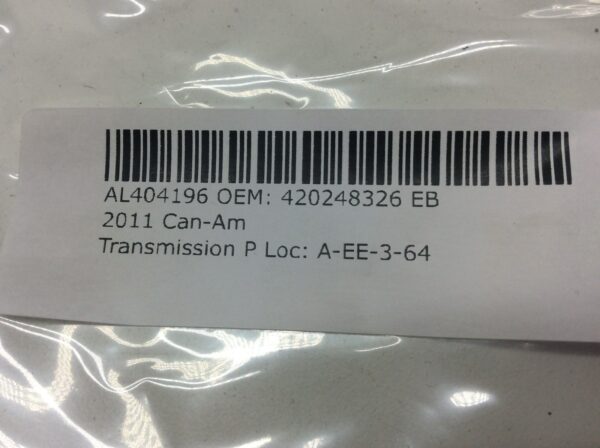 AL404196 OEM: 420248326 EB
2011 Can-Am
Transmission P Loc: A-EE-3-64